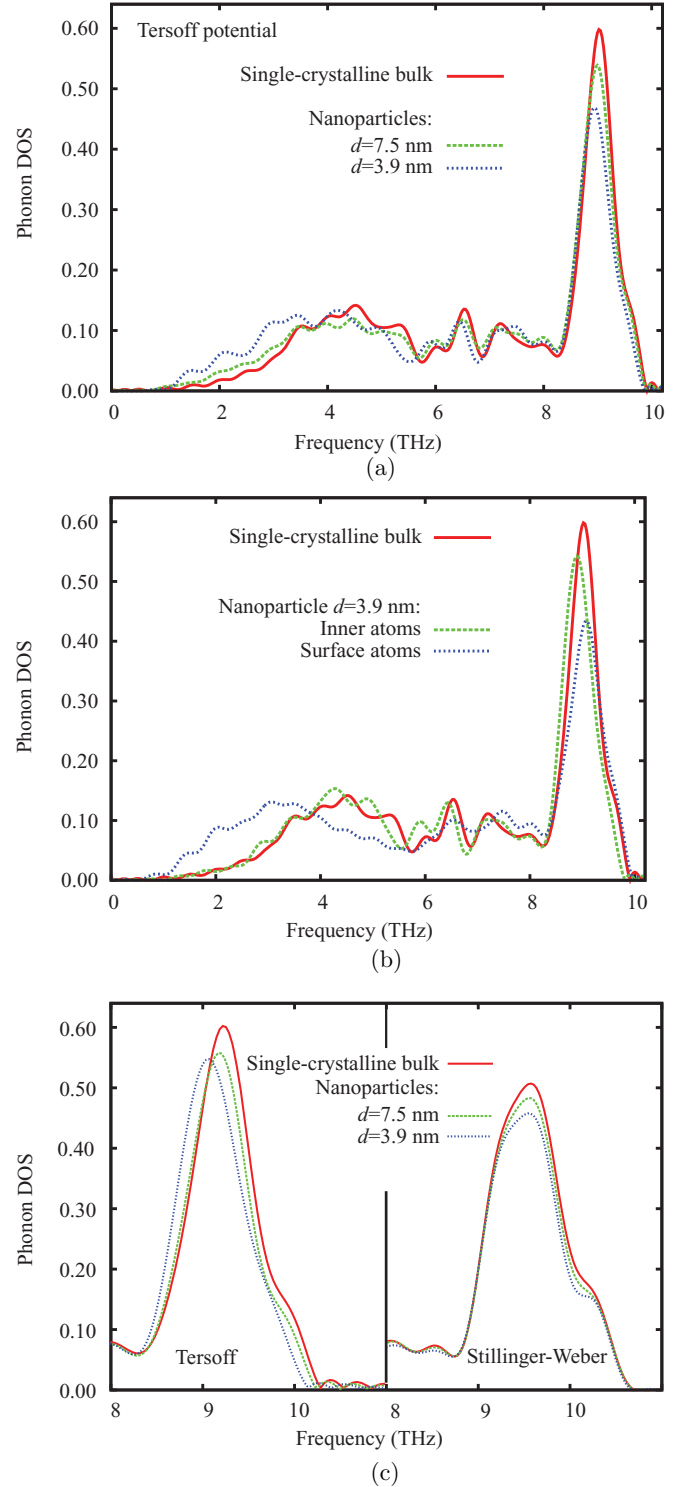 Tersoff potential
Single-crystalline bulk
Nanoparticles:
d=7.5 nm
d=3.9 nm
Phonon DOS
0.60
0.50
0.40
0.30
0.20
0.10
0.00
0 2 4 6 8 10
Frequency (THz)
(a)
Single-crystalline bulk
Nanoparticle d=3.9 nm:
Inner atoms
Surface atoms
Phonon DOS
0.60
0.50
0.40
0.30
0.20
0.10
0.00
0 2 4 6 8 10
Frequency (THz)
(b)
Single-crystalline bulk
Nanoparticles:
d=7.5 nm
d=3.9 nm
Phonon DOS
0.60
0.50
0.40
0.30
0.20
0.10
0.00
Tersoff
Stillinger-Weber
8 9 10 8 9 10
Frequency (THz)
(c)